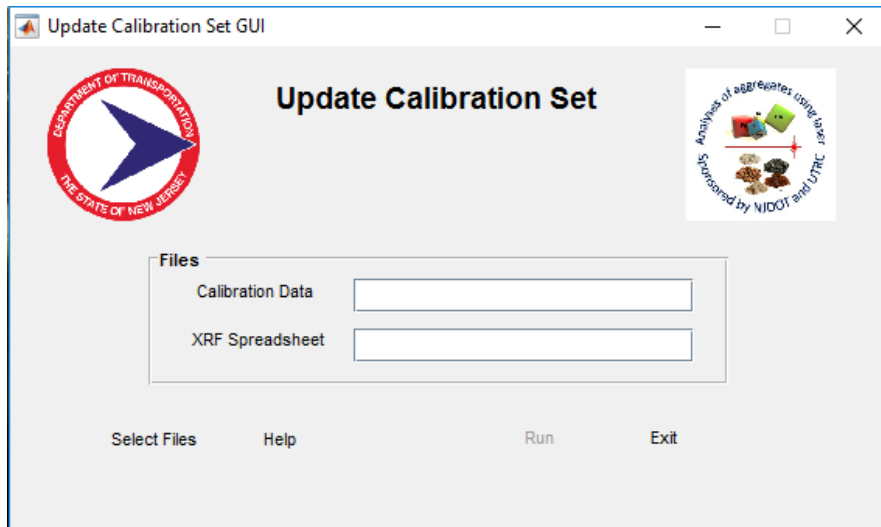 Update Calibration Set GUI
DEPARTMENT OF TRANSPORTATION
THE STATE OF NEW JERSEY
Update Calibration Set
Analyses of aggregates using laser
Sponsored by NJDOT and UTRC
Files
Calibration Data
XRF Spreadsheet
Select Files Help Run Exit